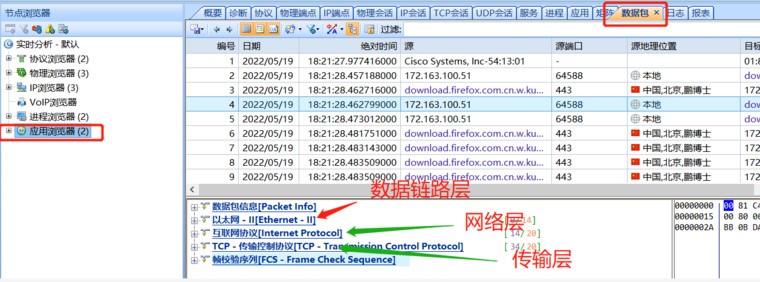 节点浏览器
实时分析 - 默认
协议浏览器 (2)
物理浏览器 (3)
IP浏览器 (3)
VoIP浏览器
进程浏览器 (2)
应用浏览器 (2)
概要 诊断 协议 物理端点 IP端点 物理会话 IP会话 TCP会话 UDP会话 服务 进程 应用 矩阵 数据包 日志 报表
过滤:
编号 日期 绝对时间 源 源端口 源地理位置 目标
1 2022/05/19 18:21:27.977416000 Cisco Systems, Inc-54:13:01 - 01:8
2 2022/05/19 18:21:28.457188000 172.163.100.51 64588 本地 do
3 2022/05/19 18:21:28.462716000 download.firefox.com.cn.w.ku... 443 中国,北京,鹏博士 172
4 2022/05/19 18:21:28.462799000 172.163.100.51 64588 本地 do
5 2022/05/19 18:21:28.473012000 172.163.100.51 64588 本地 do
6 2022/05/19 18:21:28.481751000 download.firefox.com.cn.w.ku... 443 中国,北京,鹏博士 172
7 2022/05/19 18:21:28.483143000 download.firefox.com.cn.w.ku... 443 中国,北京,鹏博士 172
8 2022/05/19 18:21:28.483509000 download.firefox.com.cn.w.ku... 443 中国,北京,鹏博士 172
9 2022/05/19 18:21:28.483509000 download.firefox.com.cn.w.ku... 443 中国,北京,鹏博士 172
数据链路层
数据包信息[Packet Info]
以太网 - II[Ethernet - II] /14]
网络层
互联网协议[Internet Protocol] [ 14/20]
TCP - 传输控制协议[TCP - Transmission Control Protocol] [ 34/20]
传输层
帧校验序列[FCS - Frame Check Sequence]
00000000 00 81 C4
00000015 00 80 06
0000002A BB 0B DA